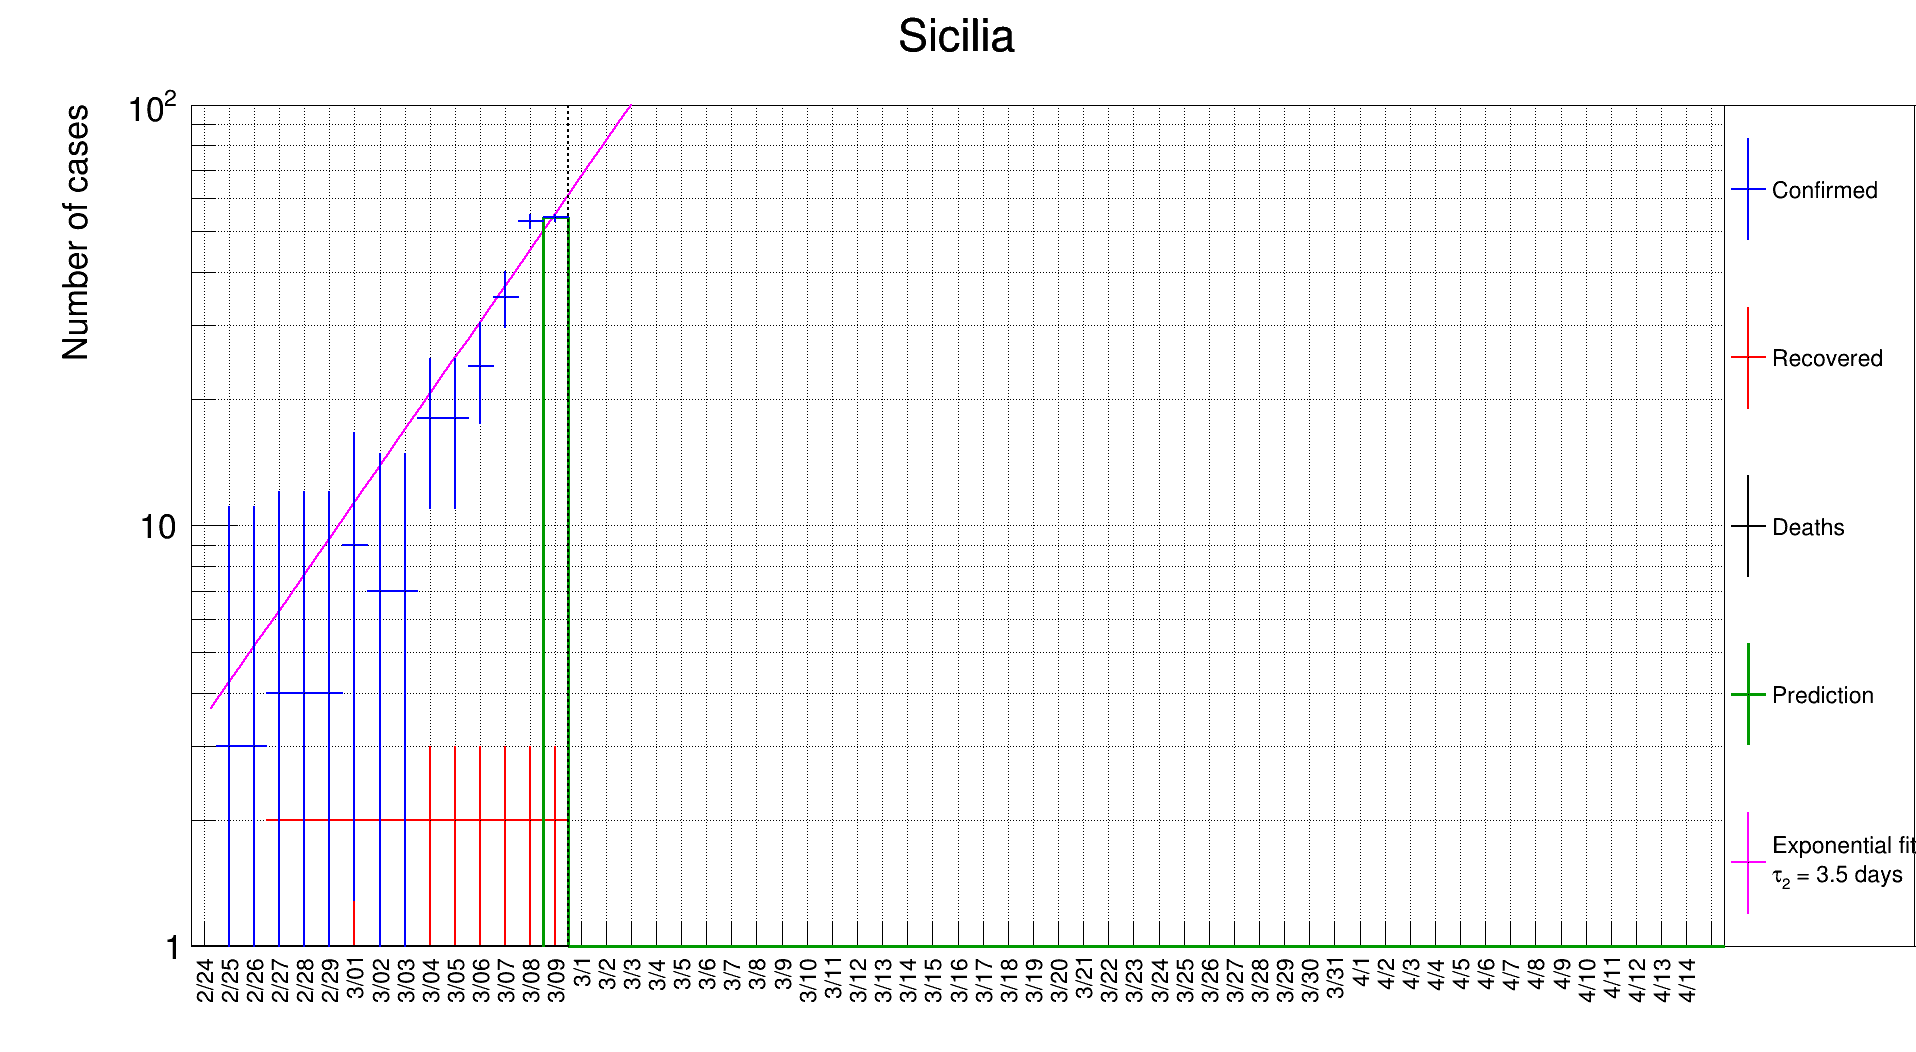 Sicilia
Number of cases
10²
10
1
2/24 2/25 2/26 2/27 2/28 2/29 3/01 3/02 3/03 3/04 3/05 3/06 3/07 3/08 3/09 3/1 3/2 3/3 3/4 3/5 3/6 3/7 3/8 3/9 3/10 3/11 3/12 3/13 3/14 3/15 3/16 3/17 3/18 3/19 3/20 3/21 3/22 3/23 3/24 3/25 3/26 3/27 3/28 3/29 3/30 3/31 4/1 4/2 4/3 4/4 4/5 4/6 4/7 4/8 4/9 4/10 4/11 4/12 4/13 4/14
Confirmed
Recovered
Deaths
Prediction
Exponential fit
τ₂ = 3.5 days